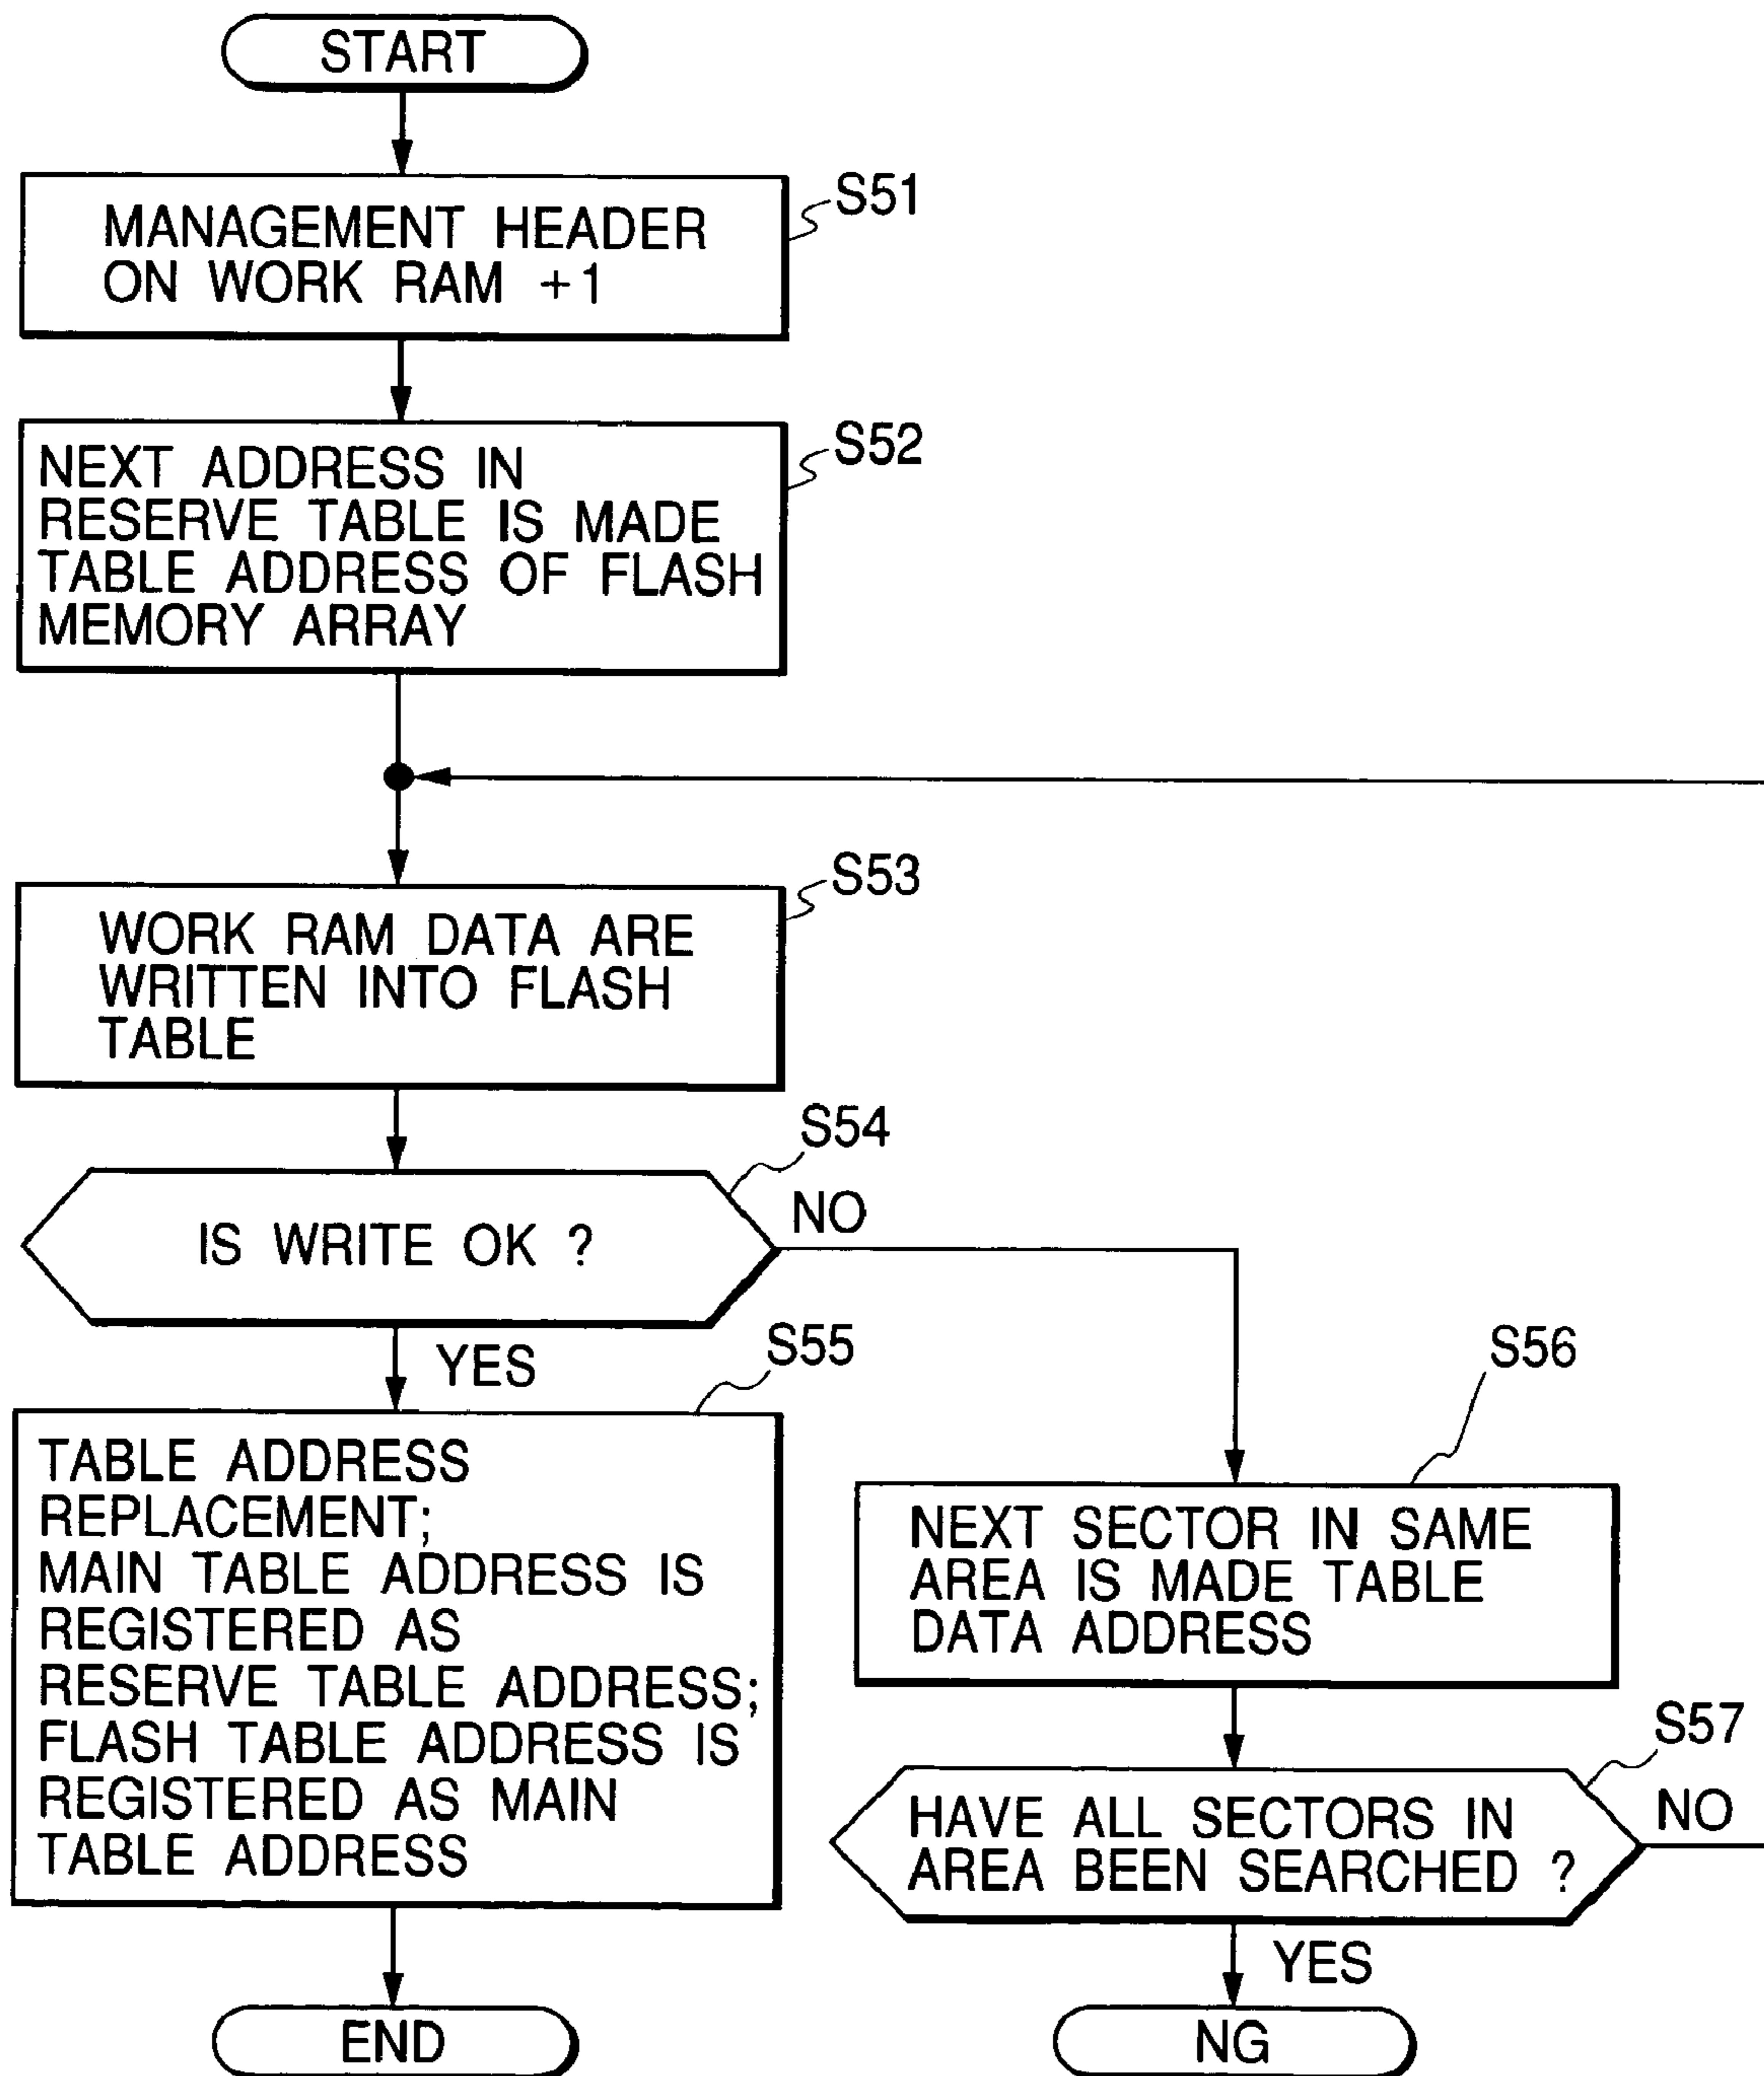 START
S51
MANAGEMENT HEADER
ON WORK RAM +1
S52
NEXT ADDRESS IN
RESERVE TABLE IS MADE
TABLE ADDRESS OF FLASH
MEMORY ARRAY
S53
WORK RAM DATA ARE
WRITTEN INTO FLASH
TABLE
S54
IS WRITE OK ?
NO
YES
S55
TABLE ADDRESS
REPLACEMENT;
MAIN TABLE ADDRESS IS
REGISTERED AS
RESERVE TABLE ADDRESS;
FLASH TABLE ADDRESS IS
REGISTERED AS MAIN
TABLE ADDRESS
S56
NEXT SECTOR IN SAME
AREA IS MADE TABLE
DATA ADDRESS
S57
HAVE ALL SECTORS IN
AREA BEEN SEARCHED ?
NO
YES
END
NG